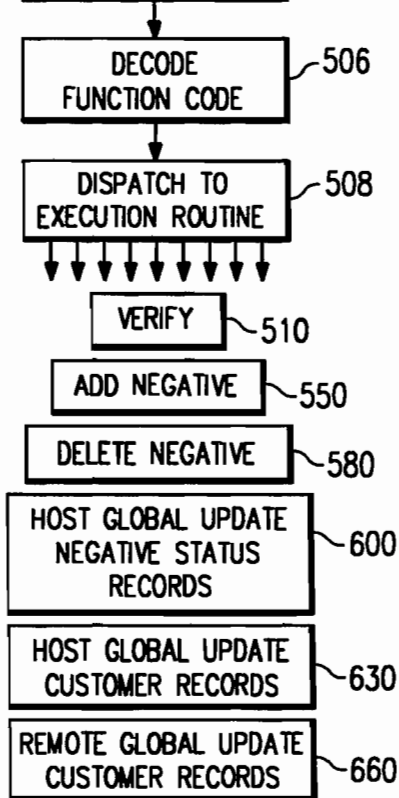 DECODE
FUNCTION CODE
506
DISPATCH TO
EXECUTION ROUTINE
508
VERIFY
510
ADD NEGATIVE
550
DELETE NEGATIVE
580
HOST GLOBAL UPDATE
NEGATIVE STATUS
RECORDS
600
HOST GLOBAL UPDATE
CUSTOMER RECORDS
630
REMOTE GLOBAL UPDATE
CUSTOMER RECORDS
660